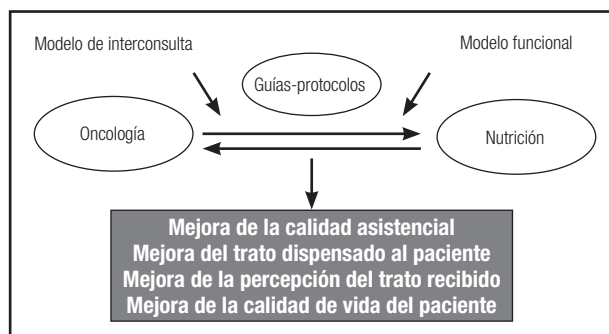 Modelo de interconsulta
Modelo funcional
Guías-protocolos
Oncología
Nutrición
Mejora de la calidad asistencial
Mejora del trato dispensado al paciente
Mejora de la percepción del trato recibido
Mejora de la calidad de vida del paciente